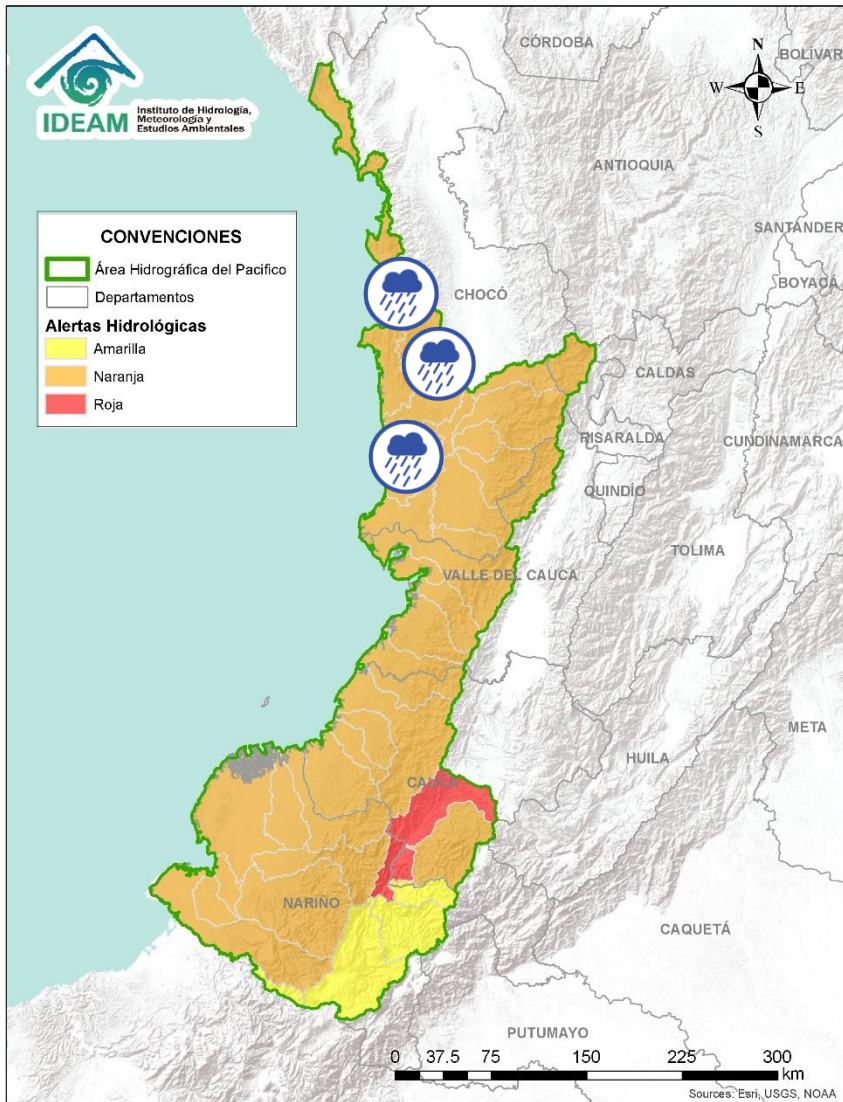 IDEAM
Instituto de Hidrología,
Meteorología y
Estudios Ambientales
N
W
E
S
CONVENCIONES
Área Hidrográfica del Pacifico
Departamentos
Alertas Hidrológicas
Amarilla
Naranja
Roja
CÓRDOBA
BOLÍVAR
ANTIOQUIA
SANTANDER
BOYACÁ
CHOCÓ
CALDAS
RISARALDA
CUNDINAMARCA
QUINDÍO
TOLIMA
VALLE DEL CAUCA
META
HUILA
CAUCA
NARIÑO
CAQUETÁ
PUTUMAYO
0 37.5 75 150 225 300
km
Sources: Esri, USGS, NOAA